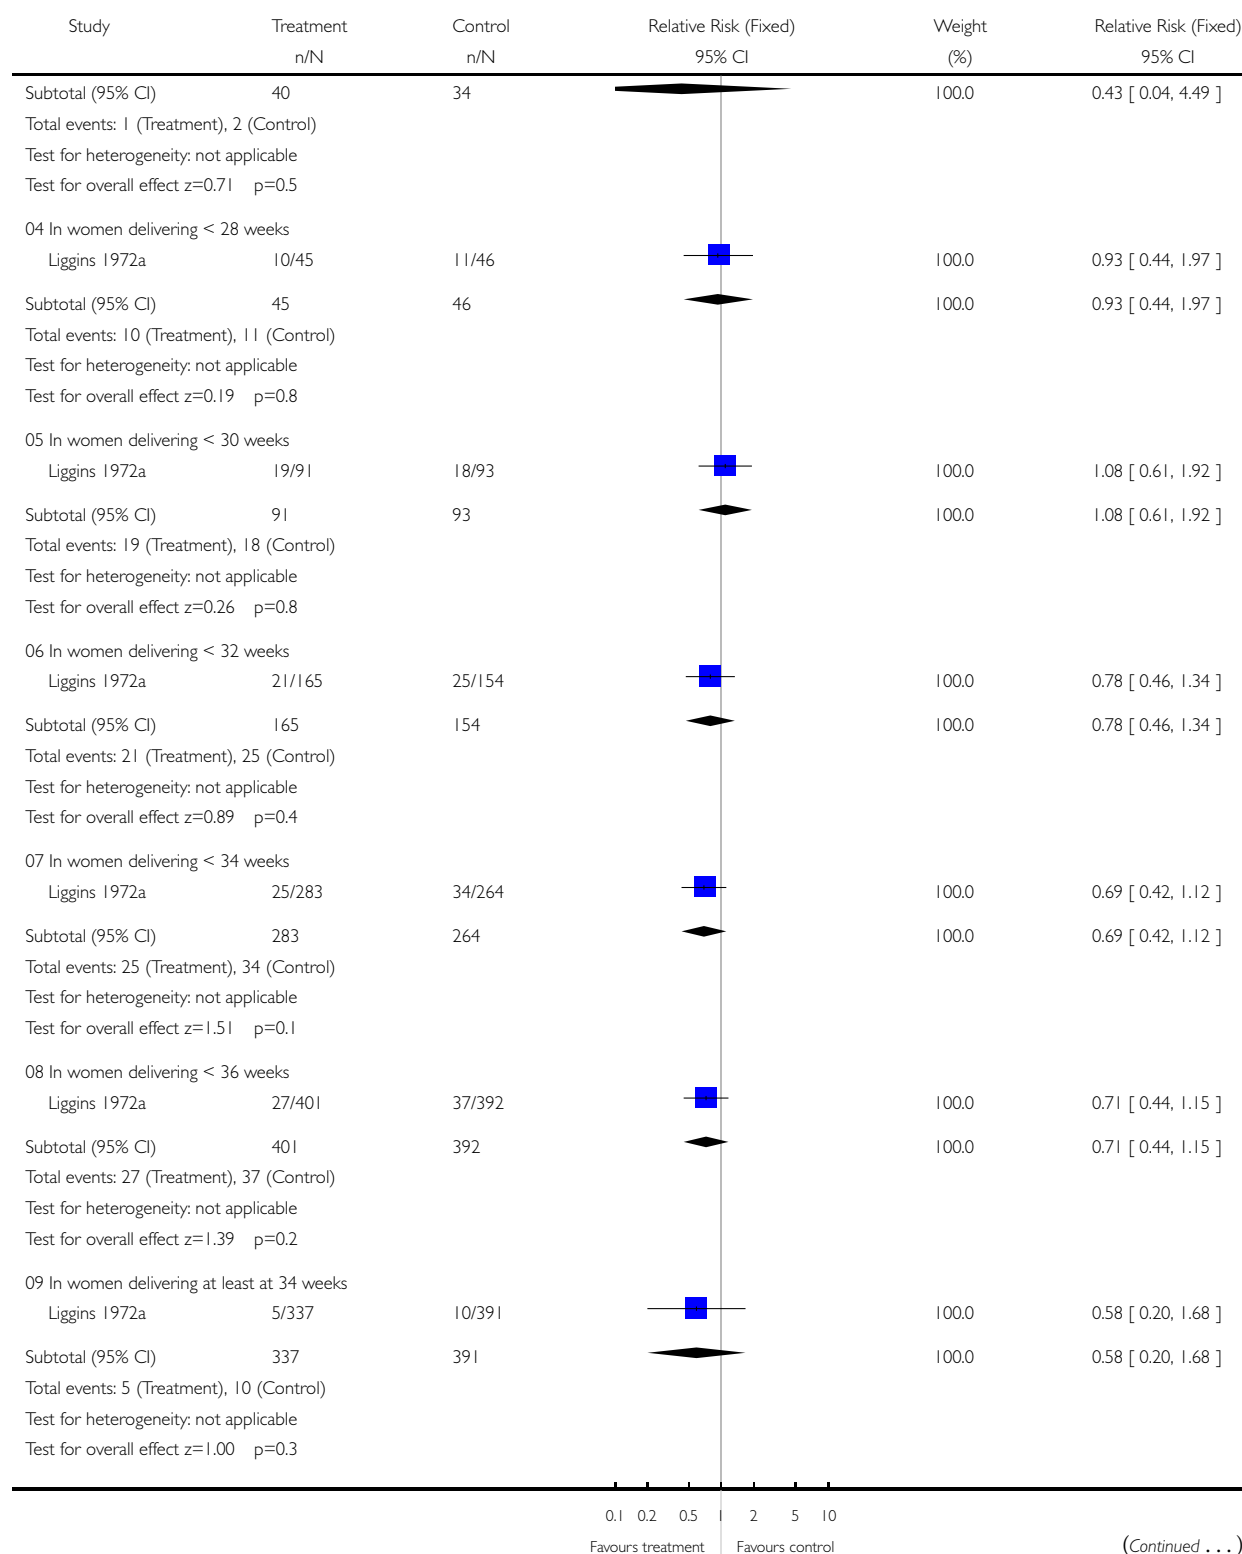 Study Treatment Control Relative Risk (Fixed) Weight Relative Risk (Fixed)
n/N n/N 95% CI (%) 95% CI
Subtotal (95% CI) 40 34 100.0 0.43 [ 0.04, 4.49 ]
Total events: 1 (Treatment), 2 (Control)
Test for heterogeneity: not applicable
Test for overall effect z=0.71 p=0.5
04 In women delivering < 28 weeks
Liggins 1972a 10/45 11/46 100.0 0.93 [ 0.44, 1.97 ]
Subtotal (95% CI) 45 46 100.0 0.93 [ 0.44, 1.97 ]
Total events: 10 (Treatment), 11 (Control)
Test for heterogeneity: not applicable
Test for overall effect z=0.19 p=0.8
05 In women delivering < 30 weeks
Liggins 1972a 19/91 18/93 100.0 1.08 [ 0.61, 1.92 ]
Subtotal (95% CI) 91 93 100.0 1.08 [ 0.61, 1.92 ]
Total events: 19 (Treatment), 18 (Control)
Test for heterogeneity: not applicable
Test for overall effect z=0.26 p=0.8
06 In women delivering < 32 weeks
Liggins 1972a 21/165 25/154 100.0 0.78 [ 0.46, 1.34 ]
Subtotal (95% CI) 165 154 100.0 0.78 [ 0.46, 1.34 ]
Total events: 21 (Treatment), 25 (Control)
Test for heterogeneity: not applicable
Test for overall effect z=0.89 p=0.4
07 In women delivering < 34 weeks
Liggins 1972a 25/283 34/264 100.0 0.69 [ 0.42, 1.12 ]
Subtotal (95% CI) 283 264 100.0 0.69 [ 0.42, 1.12 ]
Total events: 25 (Treatment), 34 (Control)
Test for heterogeneity: not applicable
Test for overall effect z=1.51 p=0.1
08 In women delivering < 36 weeks
Liggins 1972a 27/401 37/392 100.0 0.71 [ 0.44, 1.15 ]
Subtotal (95% CI) 401 392 100.0 0.71 [ 0.44, 1.15 ]
Total events: 27 (Treatment), 37 (Control)
Test for heterogeneity: not applicable
Test for overall effect z=1.39 p=0.2
09 In women delivering at least at 34 weeks
Liggins 1972a 5/337 10/391 100.0 0.58 [ 0.20, 1.68 ]
Subtotal (95% CI) 337 391 100.0 0.58 [ 0.20, 1.68 ]
Total events: 5 (Treatment), 10 (Control)
Test for heterogeneity: not applicable
Test for overall effect z=1.00 p=0.3
0.1 0.2 0.5 1 2 5 10
Favours treatment Favours control (Continued . . . )